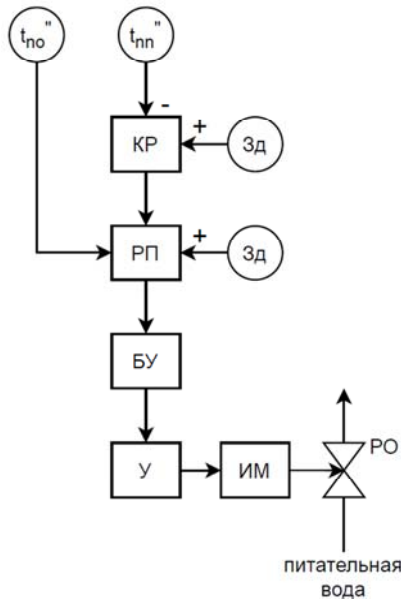 tпо"
tпп"
-
+
КР
Зд
+
РП
Зд
БУ
У
ИМ
РО
питательная
вода